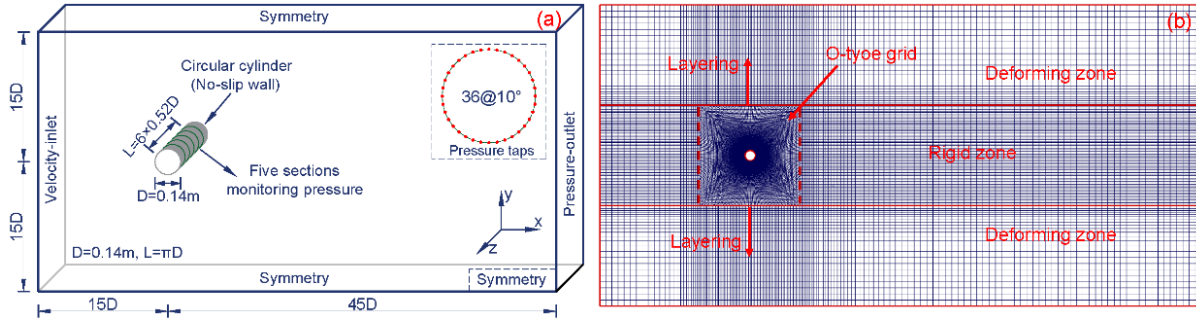 Symmetry
(a)
Circular cylinder
(No-slip wall)
36@10°
Pressure taps
15D
L=6×0.52D
Velocity-inlet
Pressure-outlet
Five sections
monitoring pressure
D=0.14m
15D
y
x
z
D=0.14m, L=πD
Symmetry
Symmetry
15D
45D
(b)
O-tyoe grid
Layering
Deforming zone
Rigid zone
Layering
Deforming zone